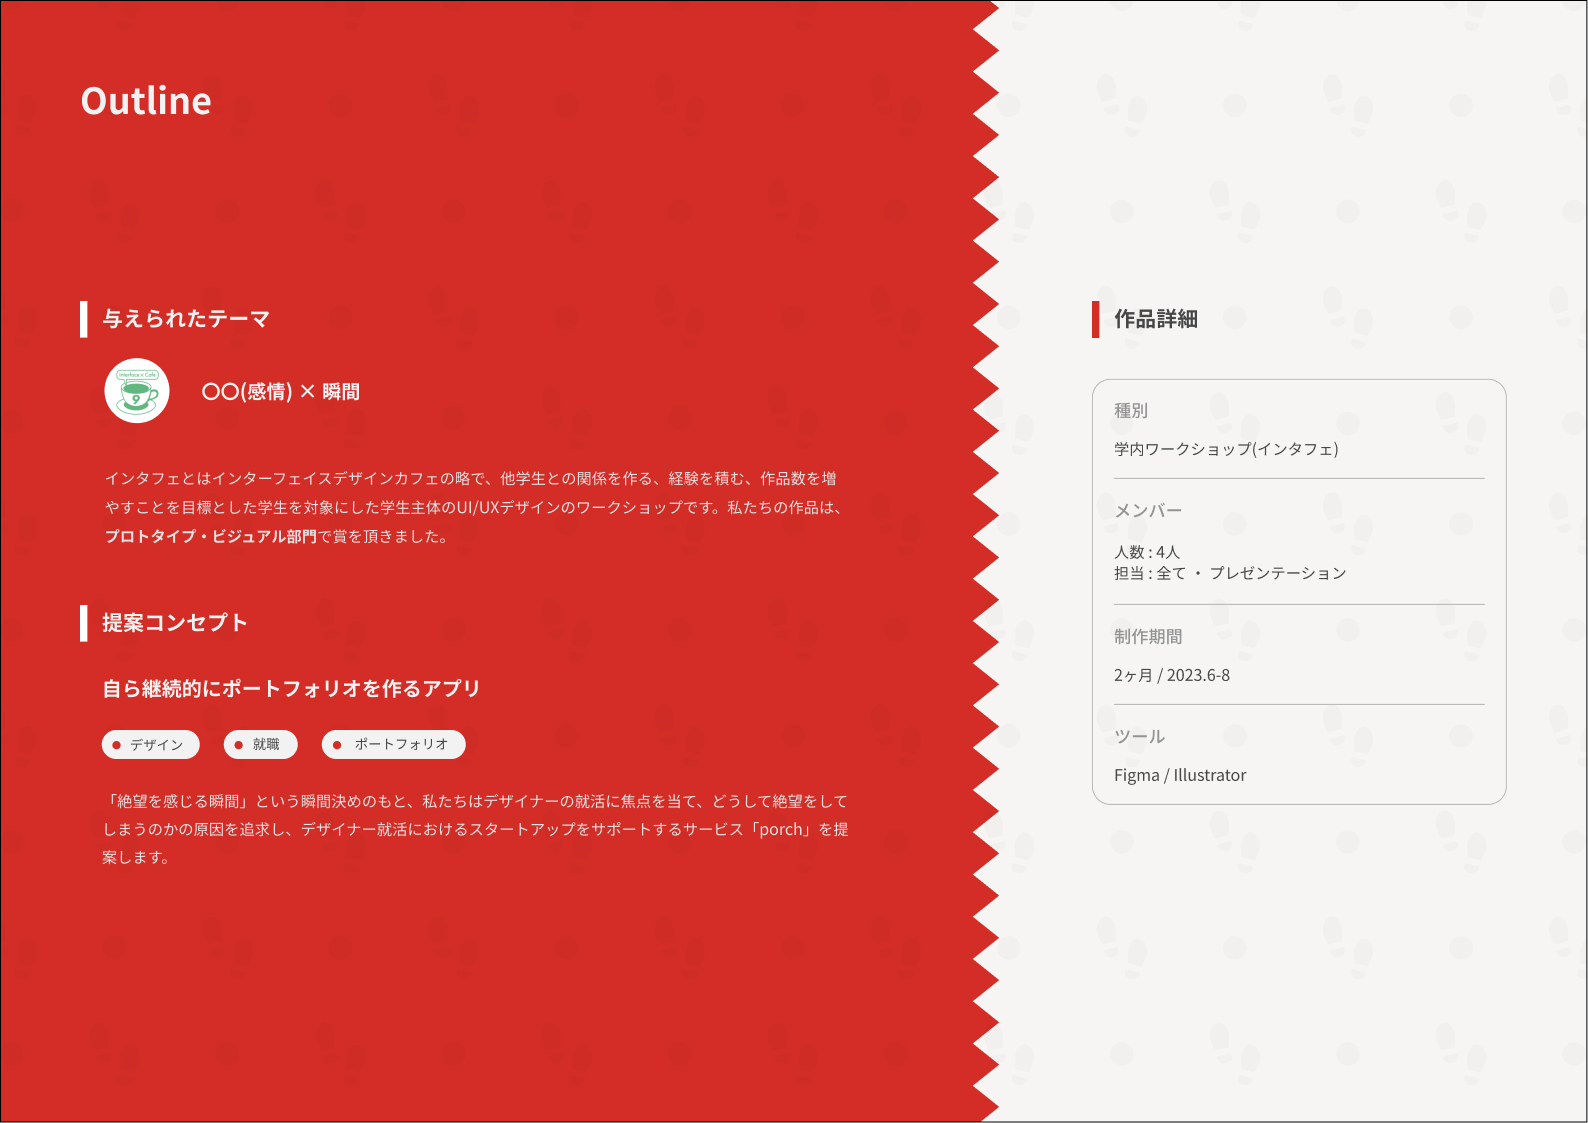 Outline
与えられたテーマ
Interface x Cafe
9
〇〇(感情) × 瞬間
インタフェとはインターフェイスデザインカフェの略で、他学生との関係を作る、経験を積む、作品数を増
やすことを目標とした学生を対象にした学生主体のUI/UXデザインのワークショップです。私たちの作品は、
プロトタイプ・ビジュアル部門で賞を頂きました。
提案コンセプト
自ら継続的にポートフォリオを作るアプリ
デザイン
就職
ポートフォリオ
「絶望を感じる瞬間」という瞬間決めのもと、私たちはデザイナーの就活に焦点を当て、どうして絶望をして
しまうのかの原因を追求し、デザイナー就活におけるスタートアップをサポートするサービス「porch」を提
案します。
作品詳細
種別
学内ワークショップ(インタフェ)
メンバー
人数 : 4人
担当 : 全て ・ プレゼンテーション
制作期間
2ヶ月 / 2023.6-8
ツール
Figma / Illustrator